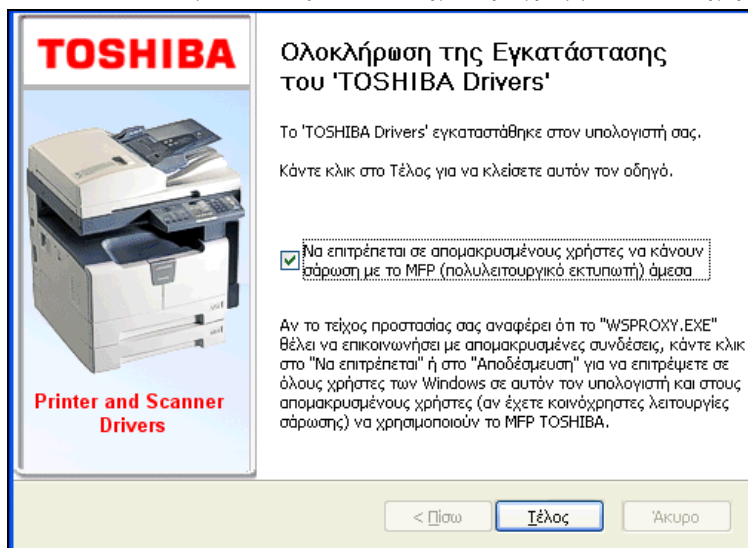 TOSHIBA
Printer and Scanner
Drivers
Ολοκλήρωση της Εγκατάστασης
του 'TOSHIBA Drivers'
Το 'TOSHIBA Drivers' εγκαταστάθηκε στον υπολογιστή σας.
Κάντε κλικ στο Τέλος για να κλείσετε αυτόν τον οδηγό.
Να επιτρέπεται σε απομακρυσμένους χρήστες να κάνουν
σάρωση με το MFP (πολυλειτουργικό εκτυπωτή) άμεσα
Αν το τείχος προστασίας σας αναφέρει ότι το "WSPROXY.EXE"
θέλει να επικοινωνήσει με απομακρυσμένες συνδέσεις, κάντε κλικ
στο "Να επιτρέπεται" ή στο "Αποδέσμευση" για να επιτρέψετε σε
όλους χρήστες των Windows σε αυτόν τον υπολογιστή και στους
απομακρυσμένους χρήστες (αν έχετε κοινόχρηστες λειτουργίες
σάρωσης) να χρησιμοποιούν το MFP TOSHIBA.
< Πίσω
Τέλος
Άκυρο